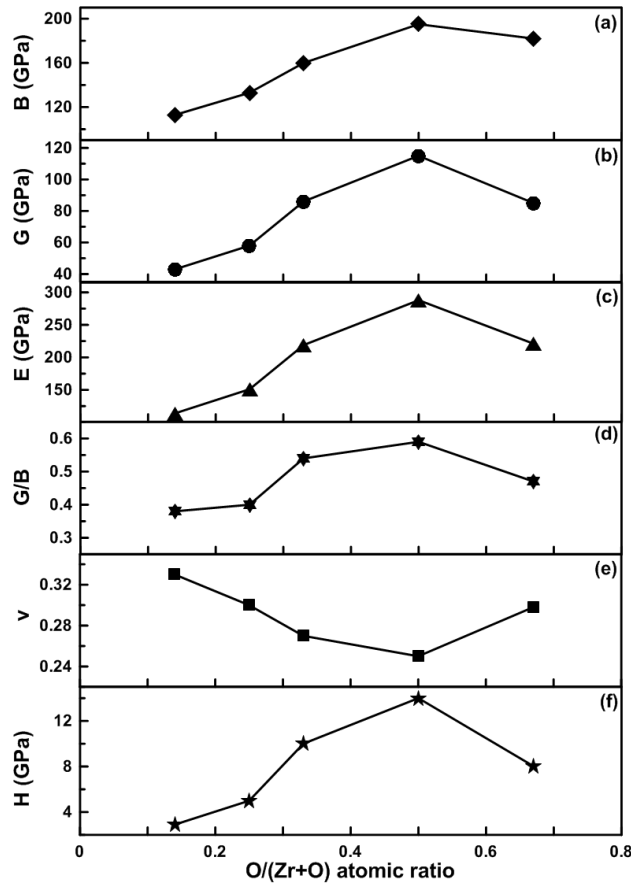 200
160
120
B (GPa)
(a)
120
100
80
60
40
G (GPa)
(b)
300
250
200
150
E (GPa)
(c)
0.6
0.5
0.4
0.3
G/B
(d)
0.32
0.24
v
(e)
12
8
4
H (GPa)
(f)
0 0.2 0.4 0.6 0.8
O/(Zr+O) atomic ratio